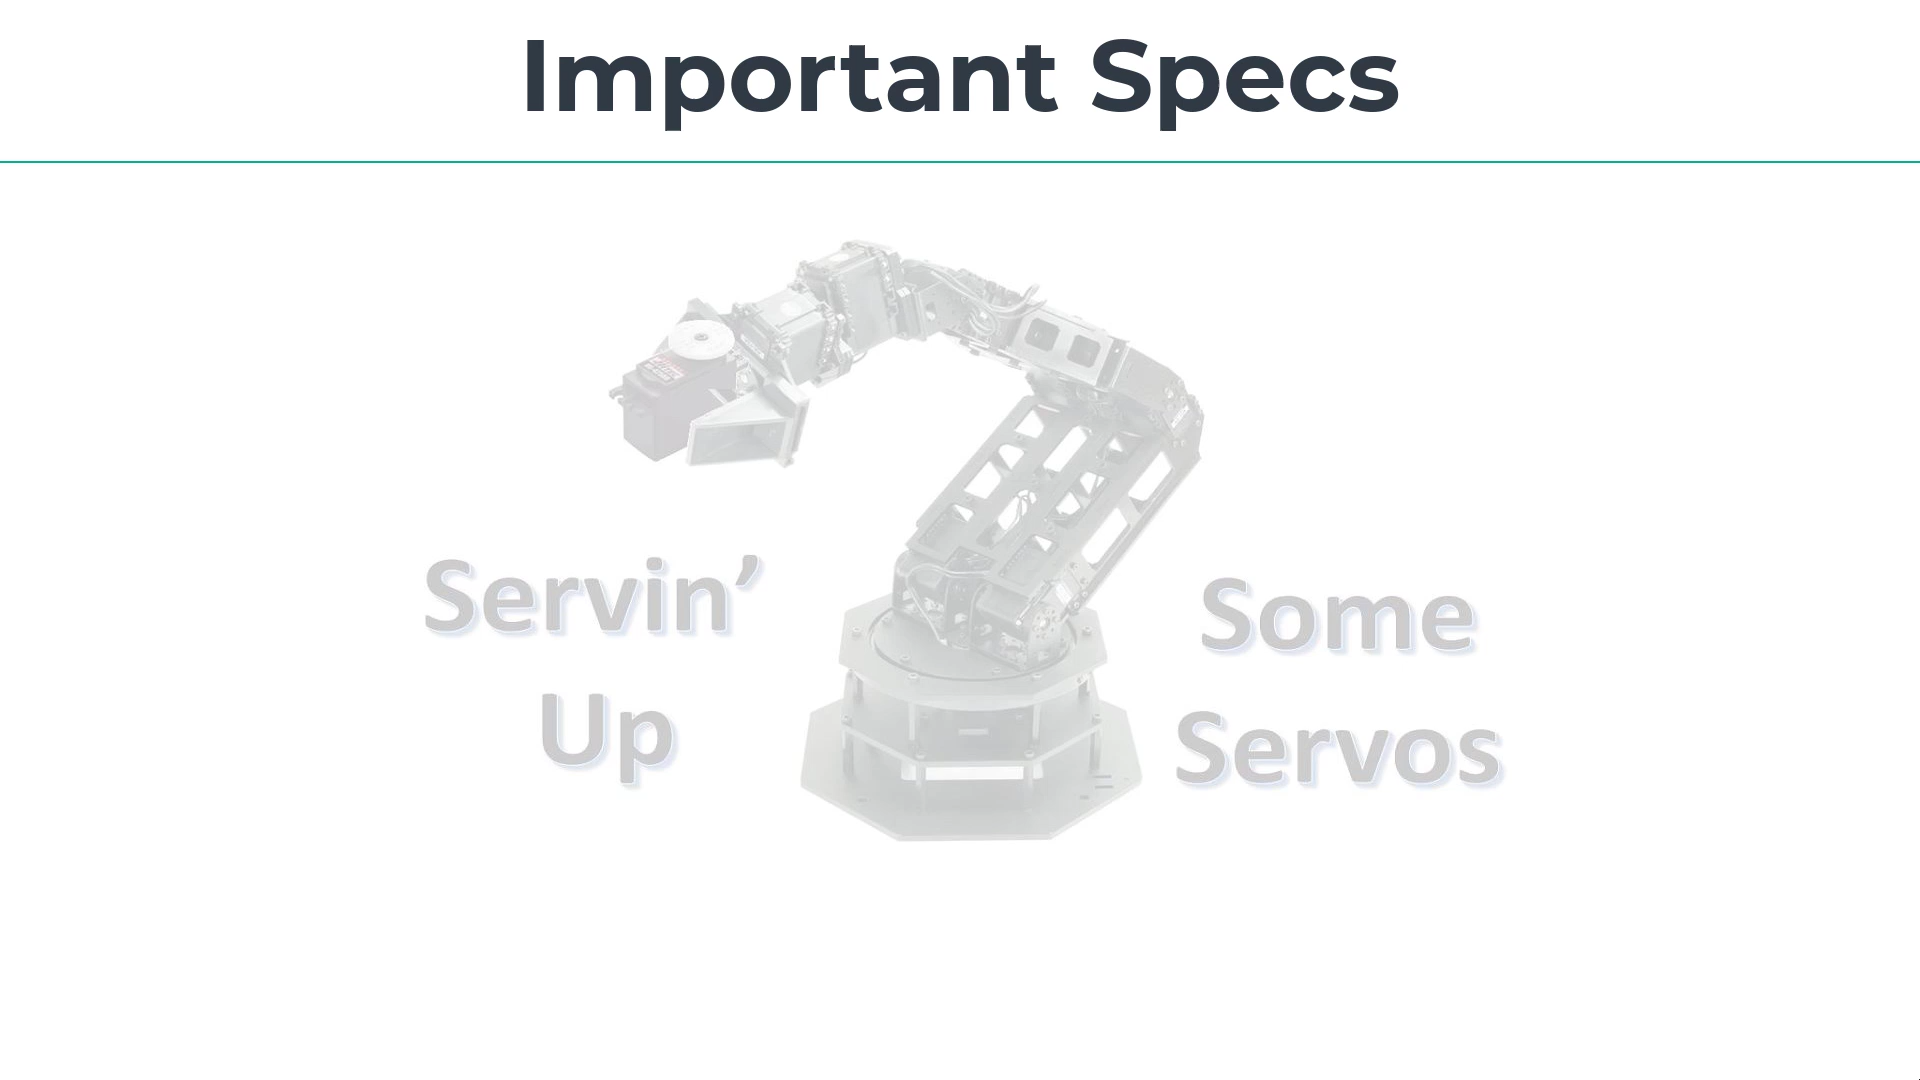 Important Specs
Servin’
Up
Some
Servos